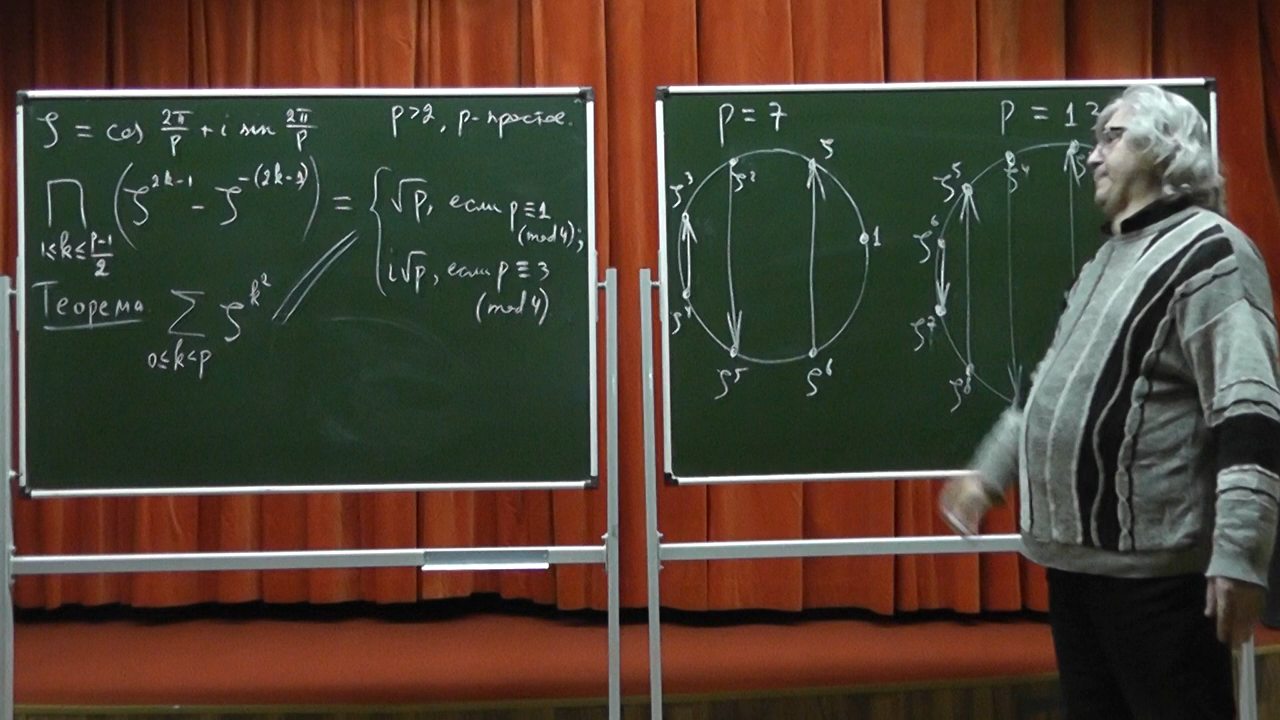 ζ = cos 2π/p + i sin 2π/p
p>2, p-простое.
∏ 1≤k≤(p-1)/2 (ζ^(2k-1) - ζ^(-(2k-1))) = { √p, если p≡1 (mod 4);
i√p, если p≡3 (mod 4)
Теорема ∑ 0≤k<p ζ^(k²)
p=7
ζ
ζ²
ζ³
1
ζ⁴
ζ⁵
ζ⁶
p = 13
ζ⁴
ζ⁵
ζ⁶
ζ⁷
ζ⁸